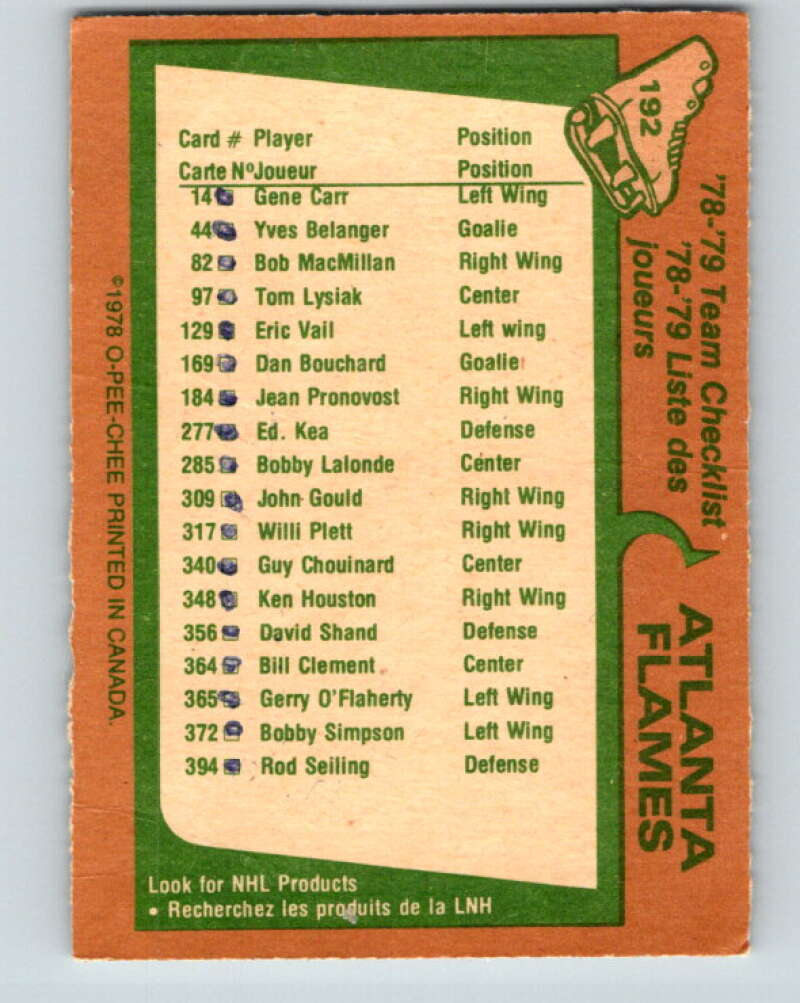 192
'78-'79 Team Checklist
'78-'79 Liste des
joueurs
ATLANTA
FLAMES
Card # Player Position
Carte Nº Joueur Position
14 Gene Carr Left Wing
44 Yves Belanger Goalie
82 Bob MacMillan Right Wing
97 Tom Lysiak Center
129 Eric Vail Left wing
169 Dan Bouchard Goalie
184 Jean Pronovost Right Wing
277 Ed. Kea Defense
285 Bobby Lalonde Center
309 John Gould Right Wing
317 Willi Plett Right Wing
340 Guy Chouinard Center
348 Ken Houston Right Wing
356 David Shand Defense
364 Bill Clement Center
365 Gerry O'Flaherty Left Wing
372 Bobby Simpson Left Wing
394 Rod Seiling Defense
Look for NHL Products
• Recherchez les produits de la LNH
©1978 O-PEE-CHEE PRINTED IN CANADA.